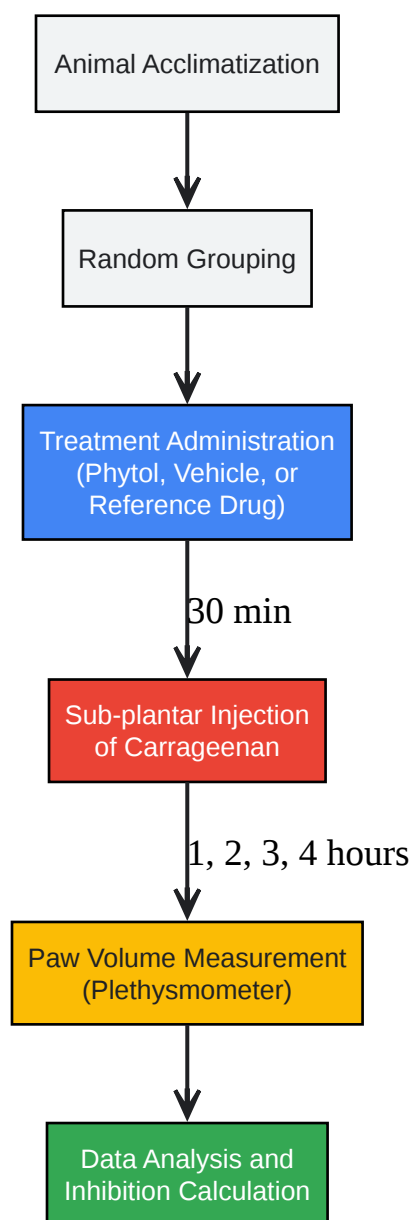 Animal Acclimatization
Random Grouping
Treatment Administration
(Phytol, Vehicle, or
Reference Drug)
30 min
Sub-plantar Injection
of Carrageenan
1, 2, 3, 4 hours
Paw Volume Measurement
(Plethysmometer)
Data Analysis and
Inhibition Calculation